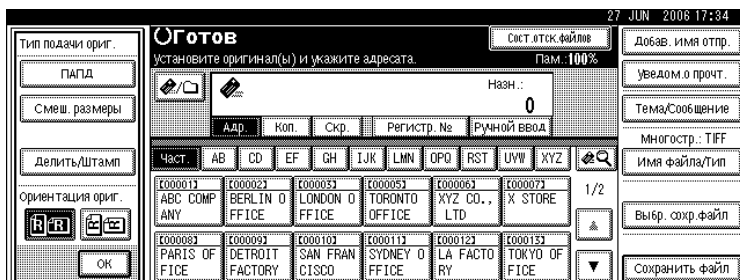 27 JUN 2006 17:34
Тип подачи ориг.
ПАПД
Смеш. размеры
Делить/Штамп
Ориентация ориг.
R R
OK
Готов
Сост.отск.файлов
Установите оригинал(ы) и укажите адресата.
Пам.:100%
Назн.:
0
Адр.
Коп.
Скр.
Регистр. №
Ручной ввод
Част.
AB
CD
EF
GH
IJK
LMN
OPQ
RST
UVW
XYZ
[00001]
ABC COMP
ANY
[00002]
BERLIN O
FFICE
[00003]
LONDON O
FFICE
[00005]
TORONTO
OFFICE
[00006]
XYZ CO.,
LTD
[00007]
X STORE
1/2
[00008]
PARIS OF
FICE
[00009]
DETROIT
FACTORY
[00010]
SAN FRAN
CISCO
[00011]
SYDNEY O
FFICE
[00012]
LA FACTO
RY
[00013]
TOKYO OF
FICE
Добав. имя отпр.
Уведом.о прочт.
Тема/Сообщение
Многостр.: TIFF
Имя файла/Тип
Выбр. сохр.файл
Сохранить файл